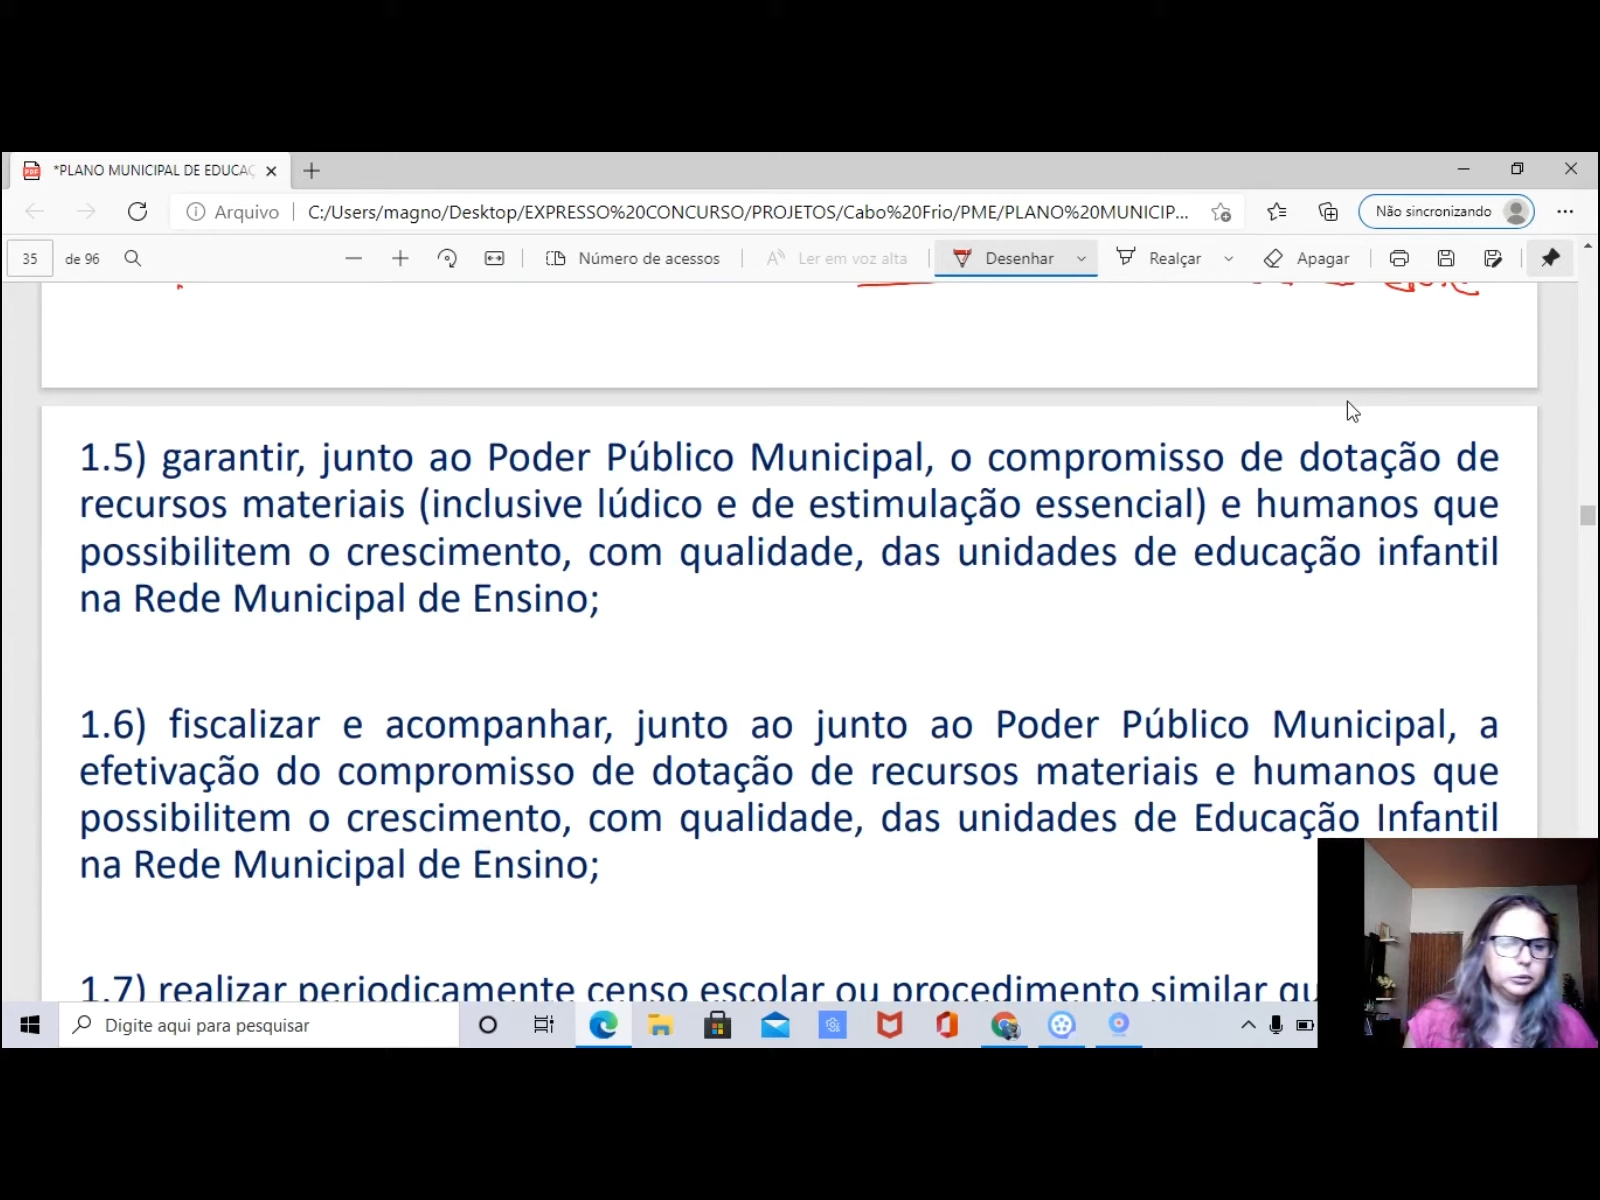 *PLANO MUNICIPAL DE EDUCAÇ
Arquivo
C:/Users/magno/Desktop/EXPRESSO%20CONCURSO/PROJETOS/Cabo%20Frio/PME/PLANO%20MUNICIP...
Não sincronizando
35 de 96
Número de acessos
Ler em voz alta
Desenhar
Realçar
Apagar
1.5) garantir, junto ao Poder Público Municipal, o compromisso de dotação de
recursos materiais (inclusive lúdico e de estimulação essencial) e humanos que
possibilitem o crescimento, com qualidade, das unidades de educação infantil
na Rede Municipal de Ensino;
1.6) fiscalizar e acompanhar, junto ao junto ao Poder Público Municipal, a
efetivação do compromisso de dotação de recursos materiais e humanos que
possibilitem o crescimento, com qualidade, das unidades de Educação Infantil
na Rede Municipal de Ensino;
1.7) realizar periodicamente censo escolar ou procedimento similar qu
Digite aqui para pesquisar